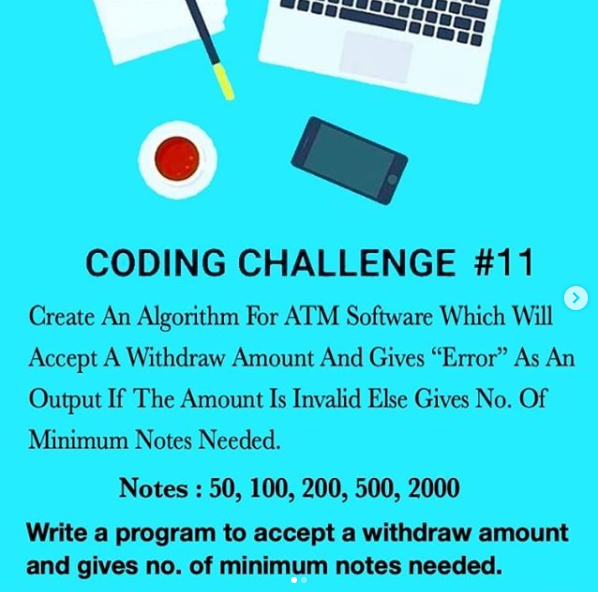 CODING CHALLENGE #11
Create An Algorithm For ATM Software Which Will
Accept A Withdraw Amount And Gives “Error” As An
Output If The Amount Is Invalid Else Gives No. Of
Minimum Notes Needed.
Notes : 50, 100, 200, 500, 2000
Write a program to accept a withdraw amount
and gives no. of minimum notes needed.